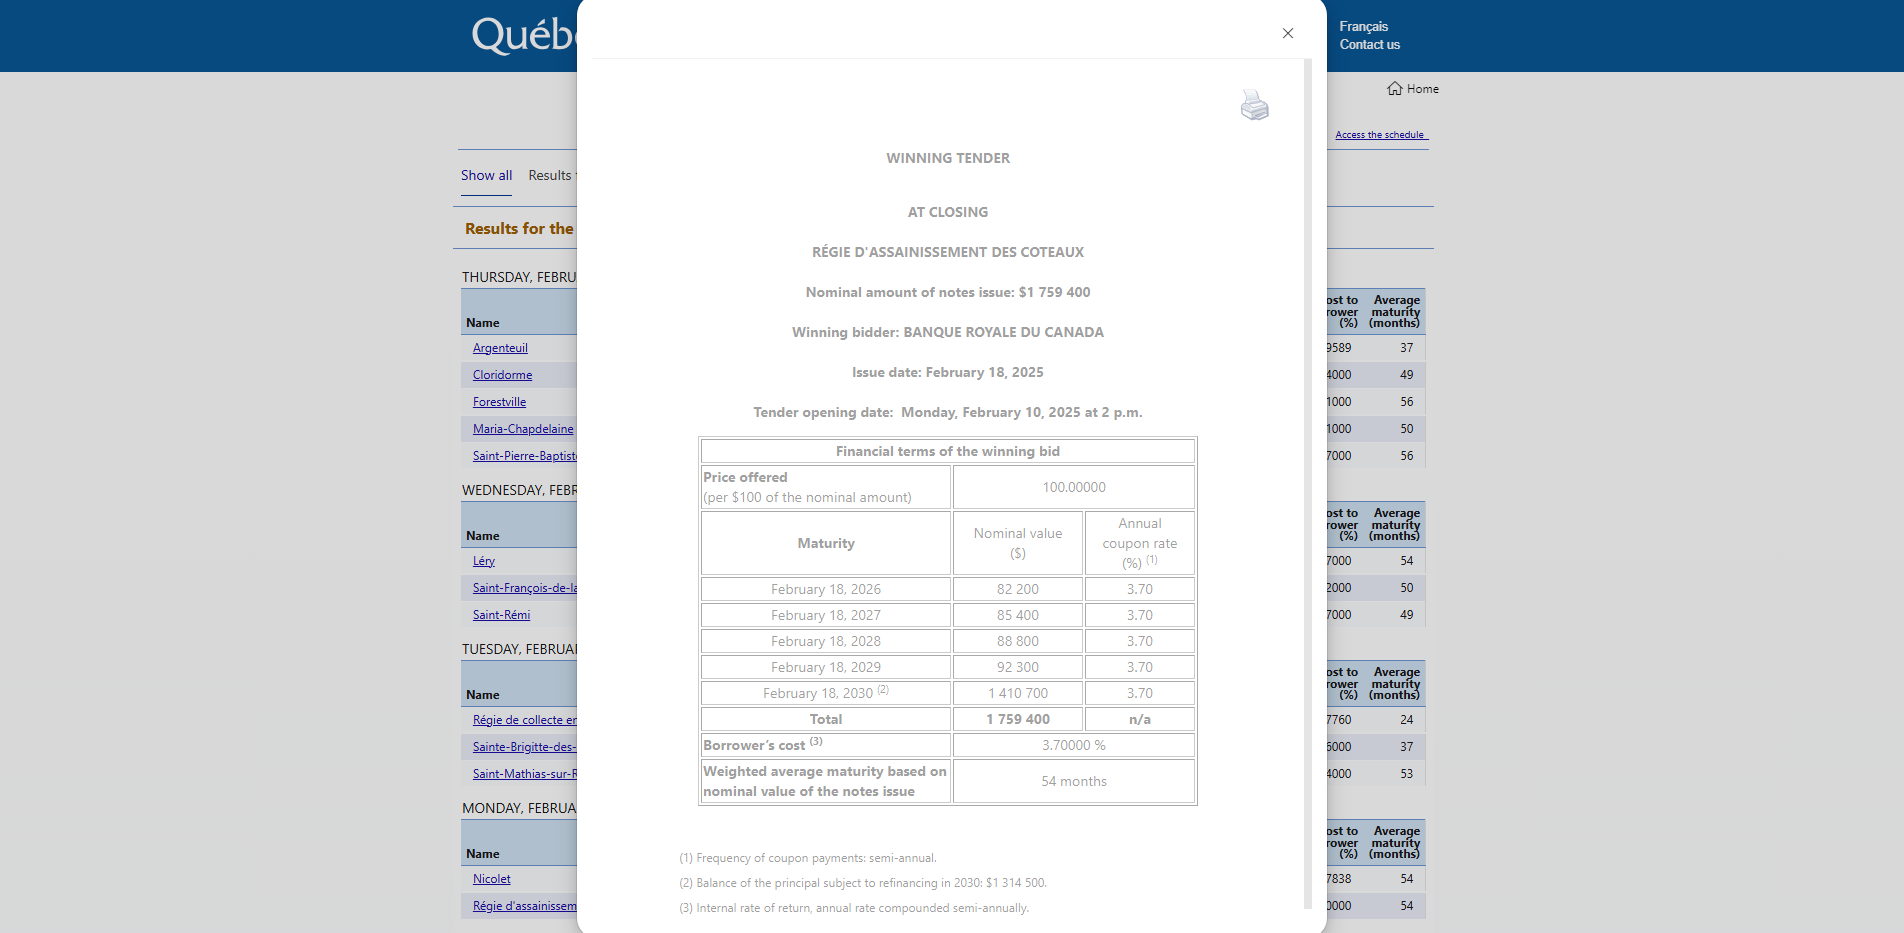 Québ
Français
Contact us
Home
Access the schedule
Show all Results
Results for the
THURSDAY, FEBRU
Name
ost to rower (%) Average maturity (months)
Argenteuil 9589 37
Cloridorme 4000 49
Forestville 1000 56
Maria-Chapdelaine 1000 50
Saint-Pierre-Baptist 7000 56
WEDNESDAY, FEBR
Name
ost to rower (%) Average maturity (months)
Léry 7000 54
Saint-François-de-la 2000 50
Saint-Rémi 7000 49
TUESDAY, FEBRUA
Name
ost to rower (%) Average maturity (months)
Régie de collecte en 7760 24
Sainte-Brigitte-des- 6000 37
Saint-Mathias-sur-R 4000 53
MONDAY, FEBRUA
Name
ost to rower (%) Average maturity (months)
Nicolet 7838 54
Régie d'assainissem 0000 54
WINNING TENDER
AT CLOSING
RÉGIE D'ASSAINISSEMENT DES COTEAUX
Nominal amount of notes issue: $1 759 400
Winning bidder: BANQUE ROYALE DU CANADA
Issue date: February 18, 2025
Tender opening date: Monday, February 10, 2025 at 2 p.m.
Financial terms of the winning bid
Price offered
(per $100 of the nominal amount)
100.00000
Maturity
Nominal value
($)
Annual
coupon rate
(%) (1)
February 18, 2026 82 200 3.70
February 18, 2027 85 400 3.70
February 18, 2028 88 800 3.70
February 18, 2029 92 300 3.70
February 18, 2030 (2) 1 410 700 3.70
Total 1 759 400 n/a
Borrower's cost (3) 3.70000 %
Weighted average maturity based on
nominal value of the notes issue
54 months
(1) Frequency of coupon payments: semi-annual.
(2) Balance of the principal subject to refinancing in 2030: $1 314 500.
(3) Internal rate of return, annual rate compounded semi-annually.